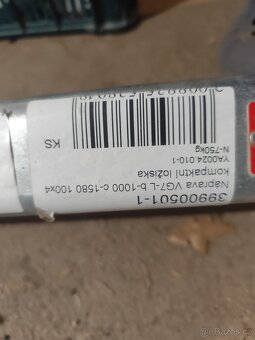 39900501-1
Náprava VG7-L b-1000 c-1580 100x4
kompaktní ložiska
YA0024.010-1
N-750kg
KS